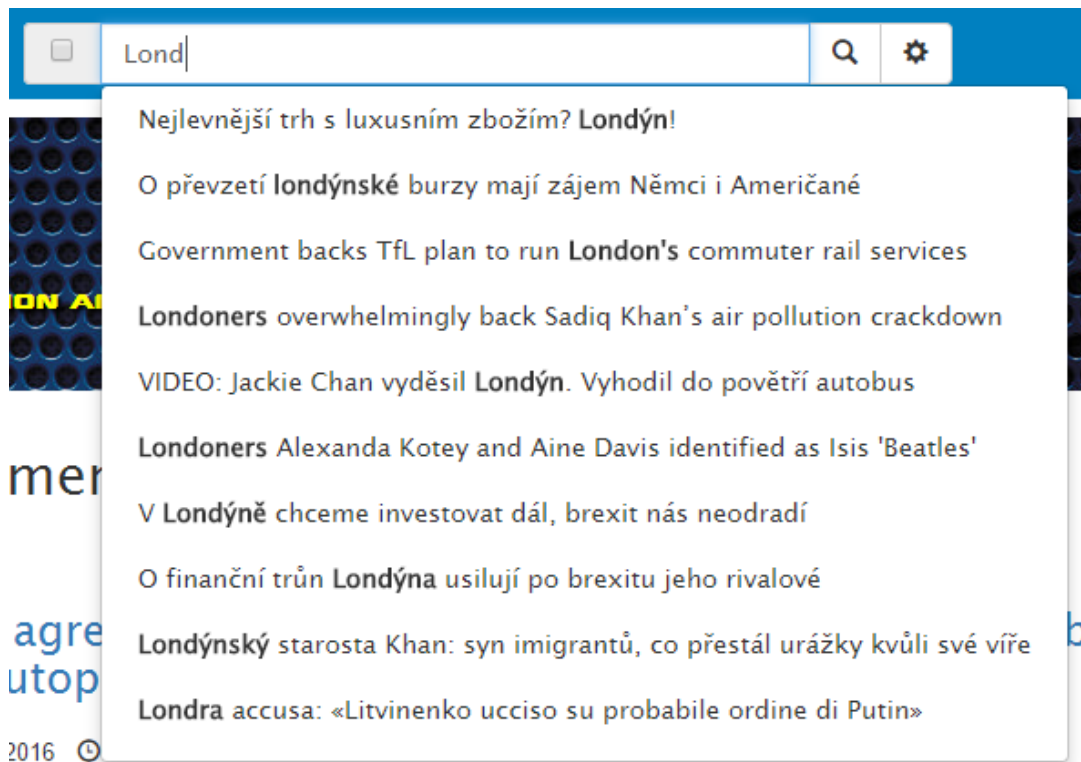 Lond
Nejlevnější trh s luxusním zbožím? Londýn!
O převzetí londýnské burzy mají zájem Němci i Američané
Government backs TfL plan to run London's commuter rail services
ION A
Londoners overwhelmingly back Sadiq Khan’s air pollution crackdown
VIDEO: Jackie Chan vyděsil Londýn. Vyhodil do povětří autobus
Londoners Alexanda Kotey and Aine Davis identified as Isis 'Beatles'
mer
V Londýně chceme investovat dál, brexit nás neodradí
O finanční trůn Londýna usilují po brexitu jeho rivalové
agre
Londýnský starosta Khan: syn imigrantů, co přestál urážky kvůli své víře
utop
Londra accusa: «Litvinenko ucciso su probabile ordine di Putin»
2016